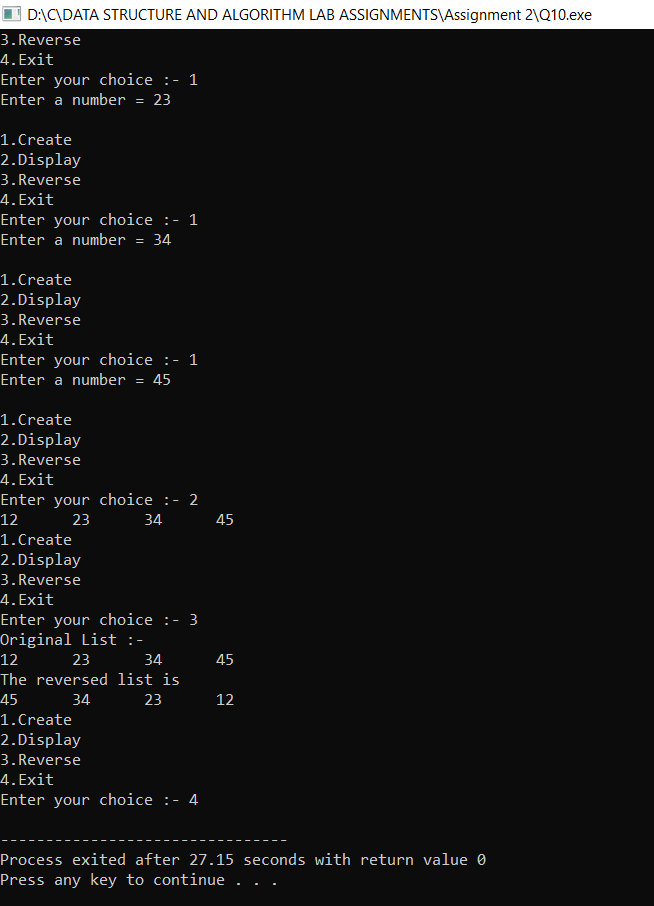 D:\C\DATA STRUCTURE AND ALGORITHM LAB ASSIGNMENTS\Assignment 2\Q10.exe
3.Reverse
4.Exit
Enter your choice :- 1
Enter a number = 23

1.Create
2.Display
3.Reverse
4.Exit
Enter your choice :- 1
Enter a number = 34

1.Create
2.Display
3.Reverse
4.Exit
Enter your choice :- 1
Enter a number = 45

1.Create
2.Display
3.Reverse
4.Exit
Enter your choice :- 2
12      23      34      45
1.Create
2.Display
3.Reverse
4.Exit
Enter your choice :- 3
Original List :-
12      23      34      45
The reversed list is
45      34      23      12
1.Create
2.Display
3.Reverse
4.Exit
Enter your choice :- 4

--------------------------------
Process exited after 27.15 seconds with return value 0
Press any key to continue . . .